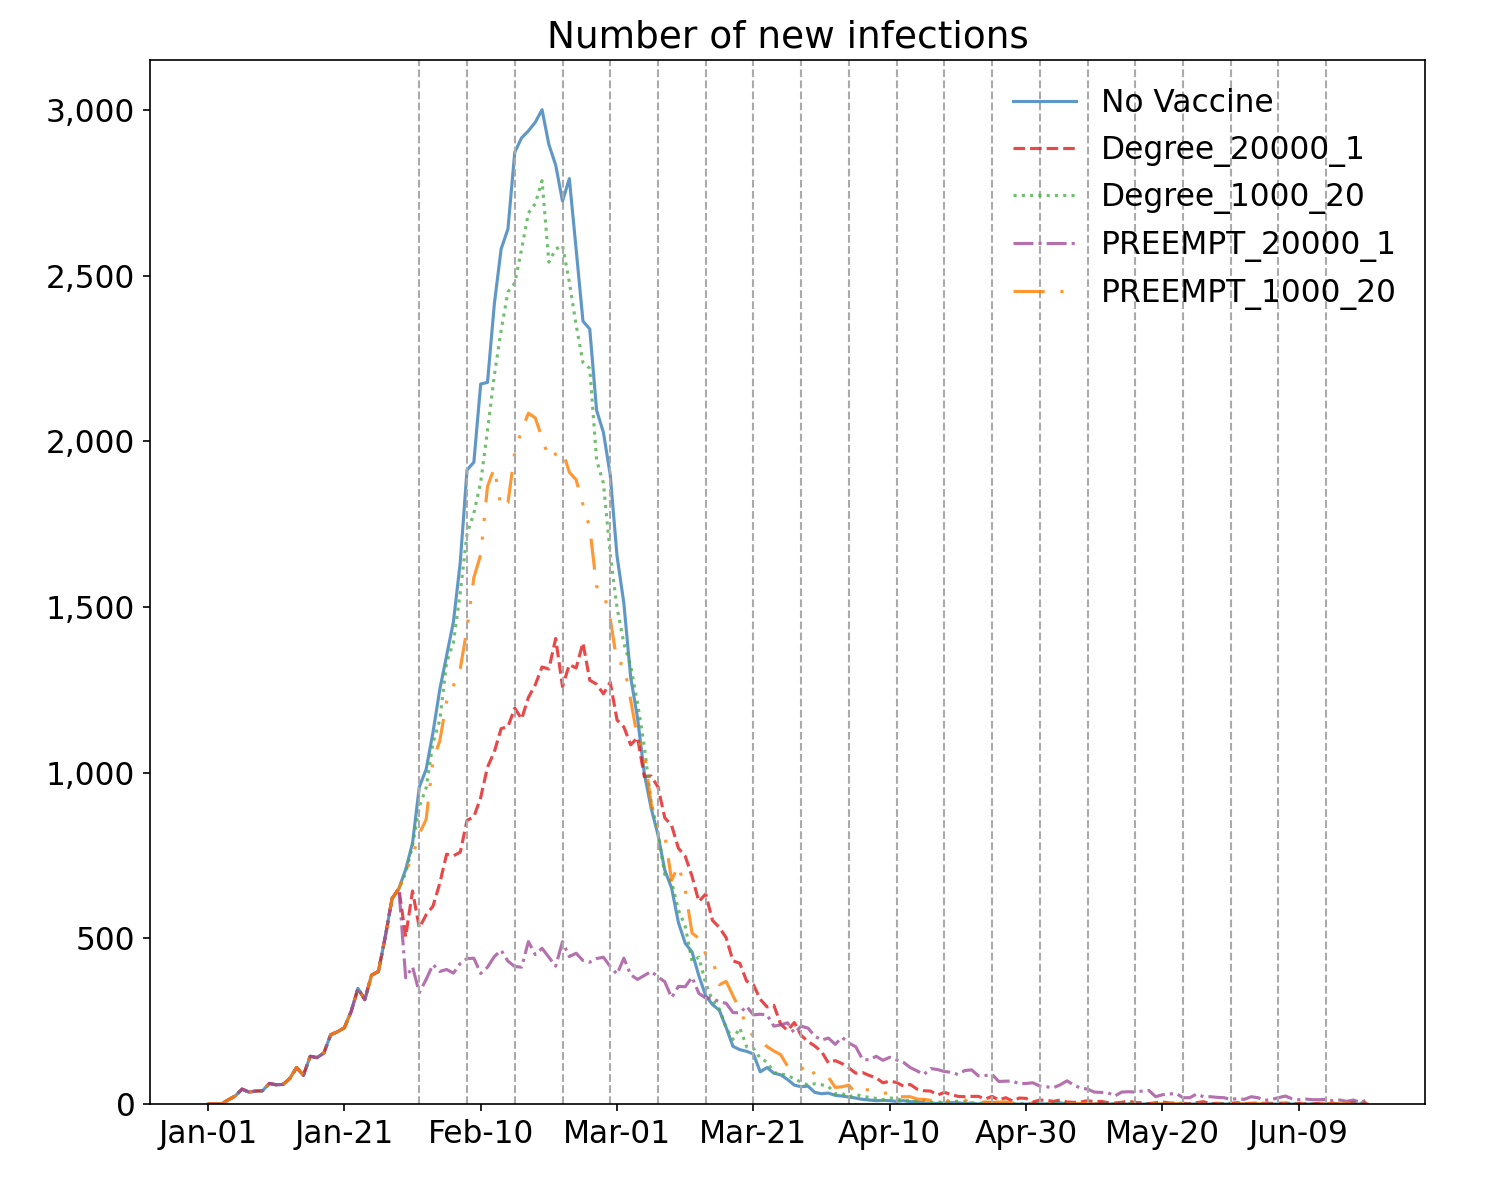 Number of new infections
3,000
2,500
2,000
1,500
1,000
500
0
No Vaccine
Degree_20000_1
Degree_1000_20
PREEMPT_20000_1
PREEMPT_1000_20
Jan-01 Jan-21 Feb-10 Mar-01 Mar-21 Apr-10 Apr-30 May-20 Jun-09